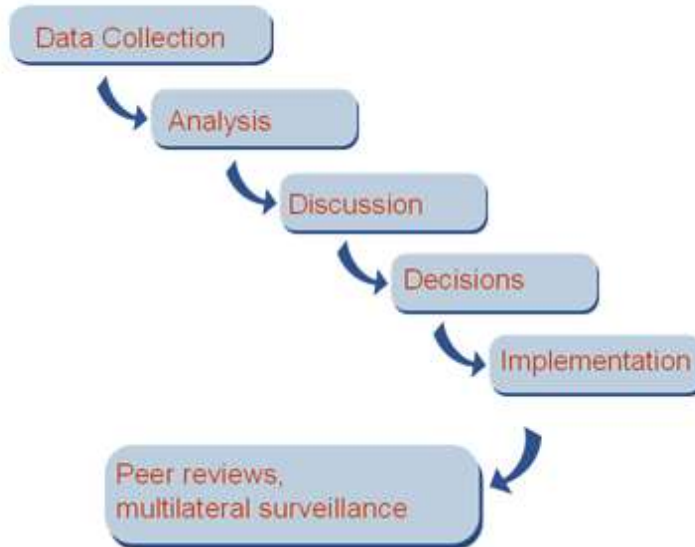 Data Collection
Analysis
Discussion
Decisions
Implementation
Peer reviews,
multilateral surveillance